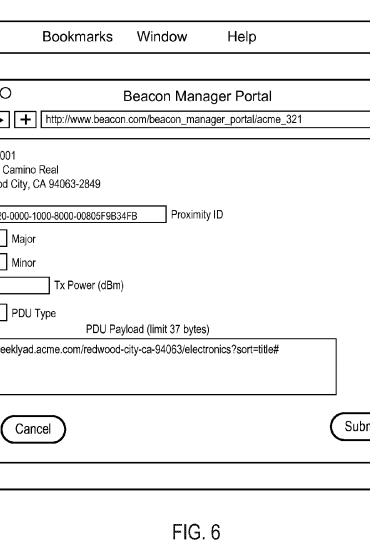 Bookmarks Window Help
Beacon Manager Portal
http://www.beacon.com/beacon_manager_portal/acme_321
001
Camino Real
City, CA 94063-2849
20-0000-1000-8000-00805F9B34FB Proximity ID
Major
Minor
Tx Power (dBm)
PDU Type
PDU Payload (limit 37 bytes)
eeklyad.acme.com/redwood-city-ca-94063/electronics?sort=title#
Cancel
Subm
FIG. 6